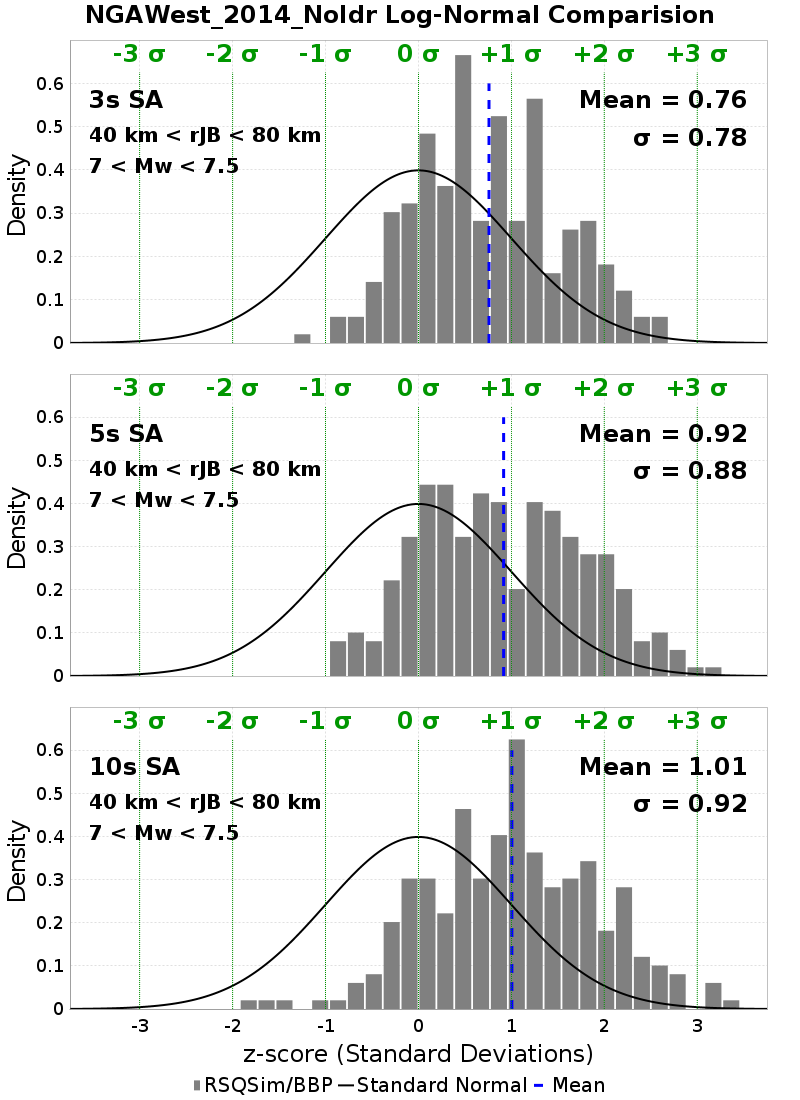 NGAWest_2014_NoIdr Log-Normal Comparision
-3 σ -2 σ -1 σ 0 σ +1 σ +2 σ +3 σ
3s SA
Mean = 0.76
40 km < rJB < 80 km
σ = 0.78
7 < Mw < 7.5
Density
0.6
0.5
0.4
0.3
0.2
0.1
0
-3 σ -2 σ -1 σ 0 σ +1 σ +2 σ +3 σ
5s SA
Mean = 0.92
40 km < rJB < 80 km
σ = 0.88
7 < Mw < 7.5
Density
0.6
0.5
0.4
0.3
0.2
0.1
0
-3 σ -2 σ -1 σ 0 σ +1 σ +2 σ +3 σ
10s SA
Mean = 1.01
40 km < rJB < 80 km
σ = 0.92
7 < Mw < 7.5
Density
0.6
0.5
0.4
0.3
0.2
0.1
0
-3 -2 -1 0 1 2 3
z-score (Standard Deviations)
RSQSim/BBP Standard Normal Mean